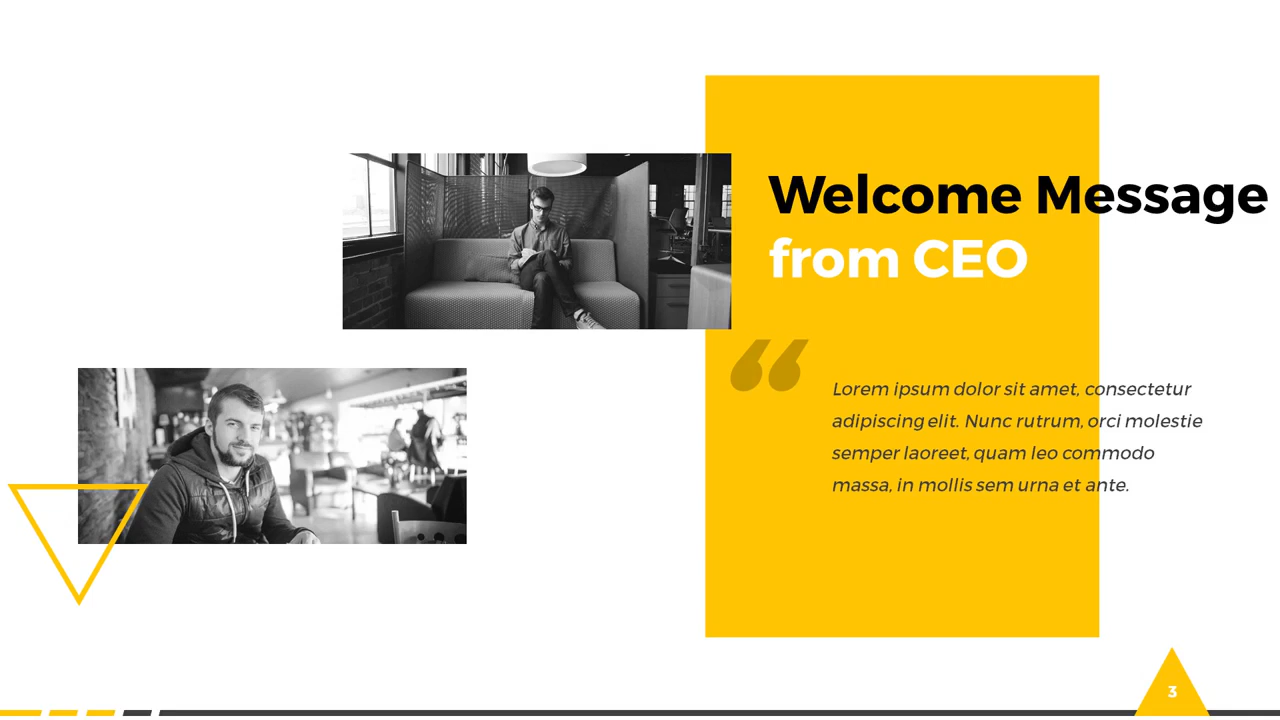 Welcome Message
from CEO
“
Lorem ipsum dolor sit amet, consectetur
adipiscing elit. Nunc rutrum, orci molestie
semper laoreet, quam leo commodo
massa, in mollis sem urna et ante.
3